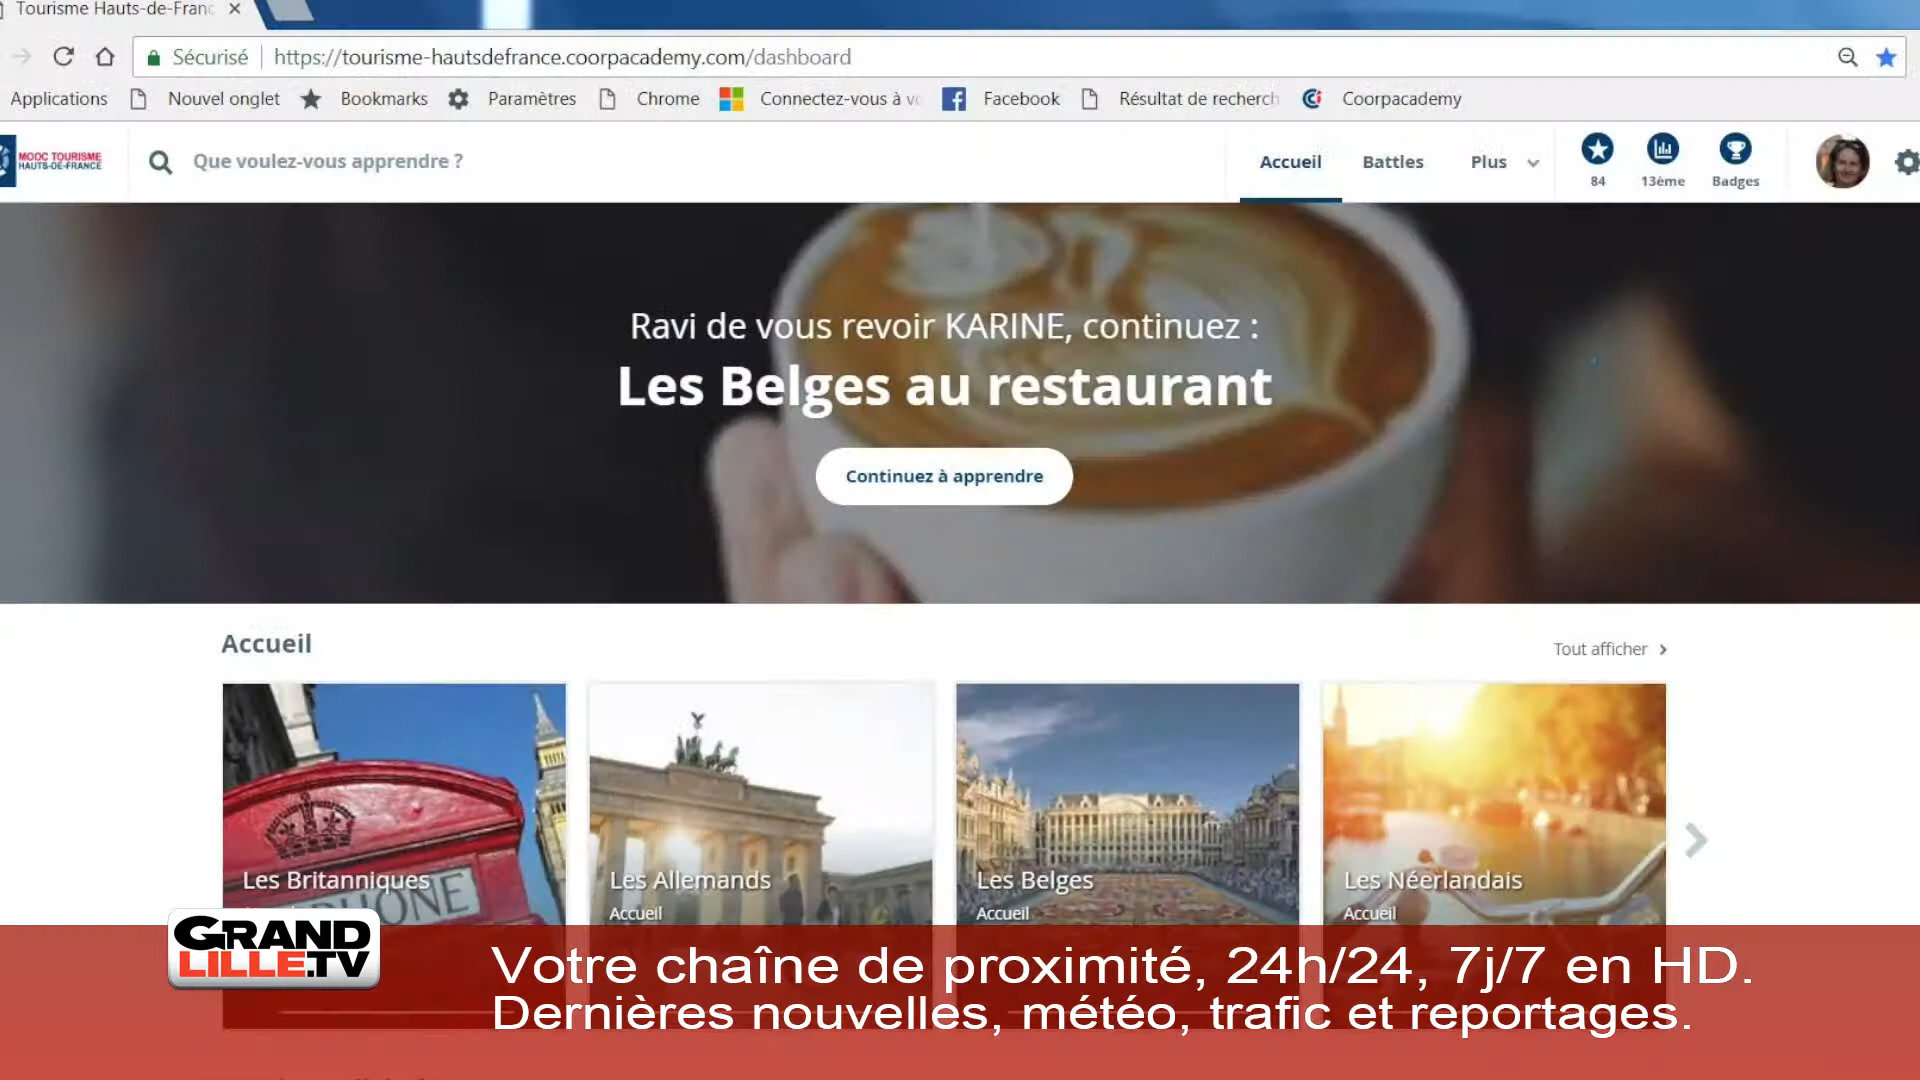 Tourisme Hauts-de-Franc
Sécurisé https://tourisme-hautsdefrance.coorpacademy.com/dashboard
Applications Nouvel onglet Bookmarks Paramètres Chrome Connectez-vous à vo Facebook Résultat de recherch Coorpacademy
MOOC TOURISME
HAUTS-DE-FRANCE
Que voulez-vous apprendre ?
Accueil Battles Plus
84 13ème Badges
Ravi de vous revoir KARINE, continuez :
Les Belges au restaurant
Continuez à apprendre
Accueil
Tout afficher
PHONE
Les Britanniques
Les Allemands
Accueil
Les Belges
Accueil
Les Néerlandais
Accueil
GRAND
LILLE.TV
Votre chaîne de proximité, 24h/24, 7j/7 en HD.
Dernières nouvelles, météo, trafic et reportages.